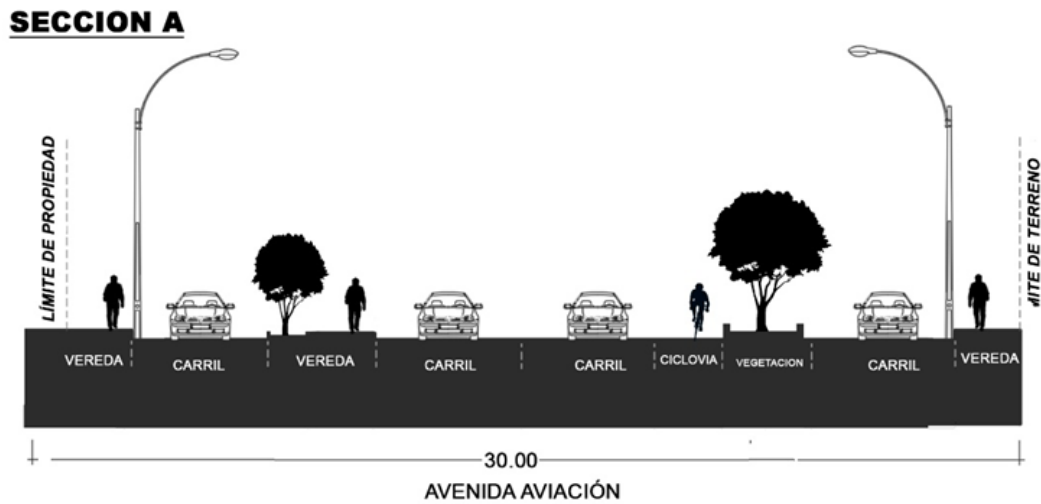 SECCION A
LÍMITE DE PROPIEDAD
MITE DE TERRENO
VEREDA
CARRIL
VEREDA
CARRIL
CARRIL
CICLOVIA
VEGETACION
CARRIL
VEREDA
30.00
AVENIDA AVIACIÓN